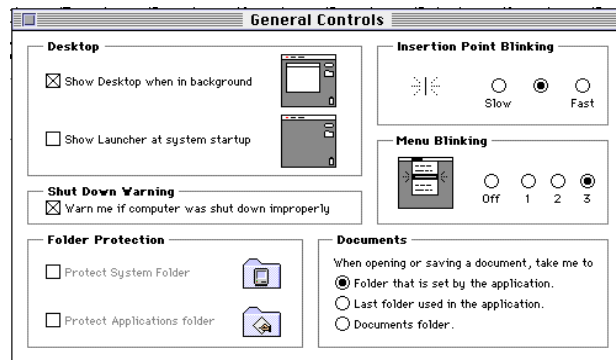 General Controls
Desktop
Show Desktop when in background
Show Launcher at system startup
Shut Down Warning
Warn me if computer was shut down improperly
Folder Protection
Protect System Folder
Protect Applications folder
Insertion Point Blinking
Slow Fast
Menu Blinking
Off 1 2 3
Documents
When opening or saving a document, take me to
Folder that is set by the application.
Last folder used in the application.
Documents folder.